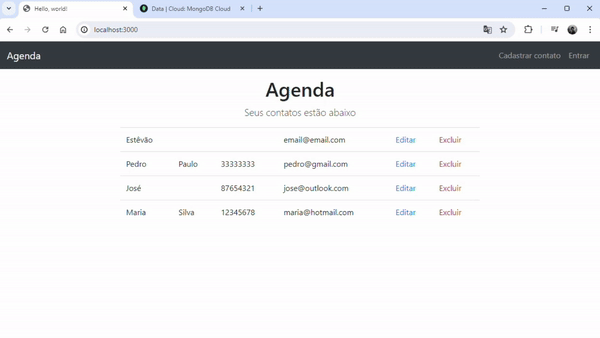 Hello, world!
Data | Cloud: MongoDB Cloud
localhost:3000
Agenda Cadastrar contato Entrar
Agenda
Seus contatos estão abaixo
Estêvão email@email.com Editar Excluir
Pedro Paulo 33333333 pedro@gmail.com Editar Excluir
José 87654321 jose@outlook.com Editar Excluir
Maria Silva 12345678 maria@hotmail.com Editar Excluir